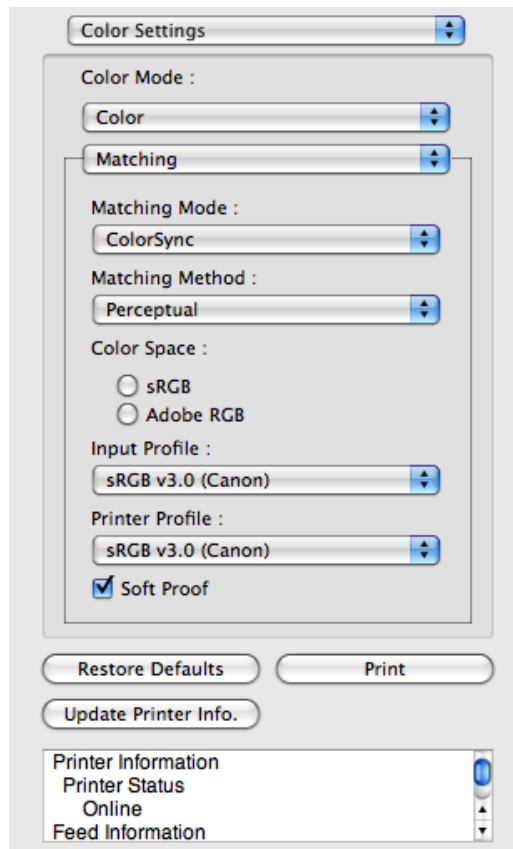 Color Settings
Color Mode :
Color
Matching
Matching Mode :
ColorSync
Matching Method :
Perceptual
Color Space :
sRGB
Adobe RGB
Input Profile :
sRGB v3.0 (Canon)
Printer Profile :
sRGB v3.0 (Canon)
Soft Proof
Restore Defaults Print
Update Printer Info.
Printer Information
Printer Status
Online
Feed Information